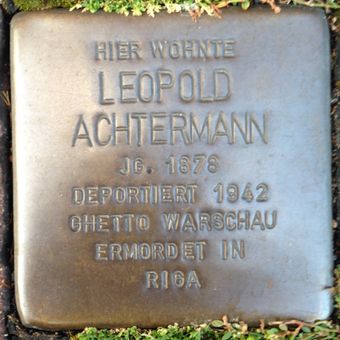 HIER WOHNTE
LEOPOLD
ACHTERMANN
JG. 1878
DEPORTIERT 1942
GHETTO WARSCHAU
ERMORDET IN
RIGA